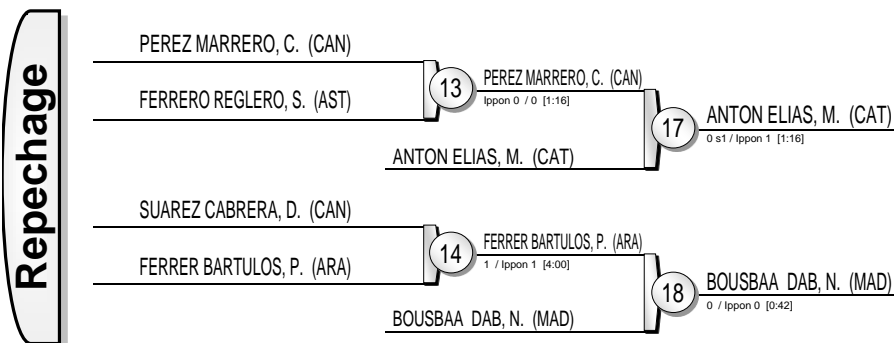 Repechage
PEREZ MARRERO, C. (CAN)
FERRERO REGLERO, S. (AST)
13
PEREZ MARRERO, C. (CAN)
Ippon 0 / 0 [1:16]
ANTON ELIAS, M. (CAT)
17
ANTON ELIAS, M. (CAT)
0 s1 / Ippon 1 [1:16]
SUAREZ CABRERA, D. (CAN)
FERRER BARTULOS, P. (ARA)
14
FERRER BARTULOS, P. (ARA)
1 / Ippon 1 [4:00]
BOUSBAA DAB, N. (MAD)
18
BOUSBAA DAB, N. (MAD)
0 / Ippon 0 [0:42]